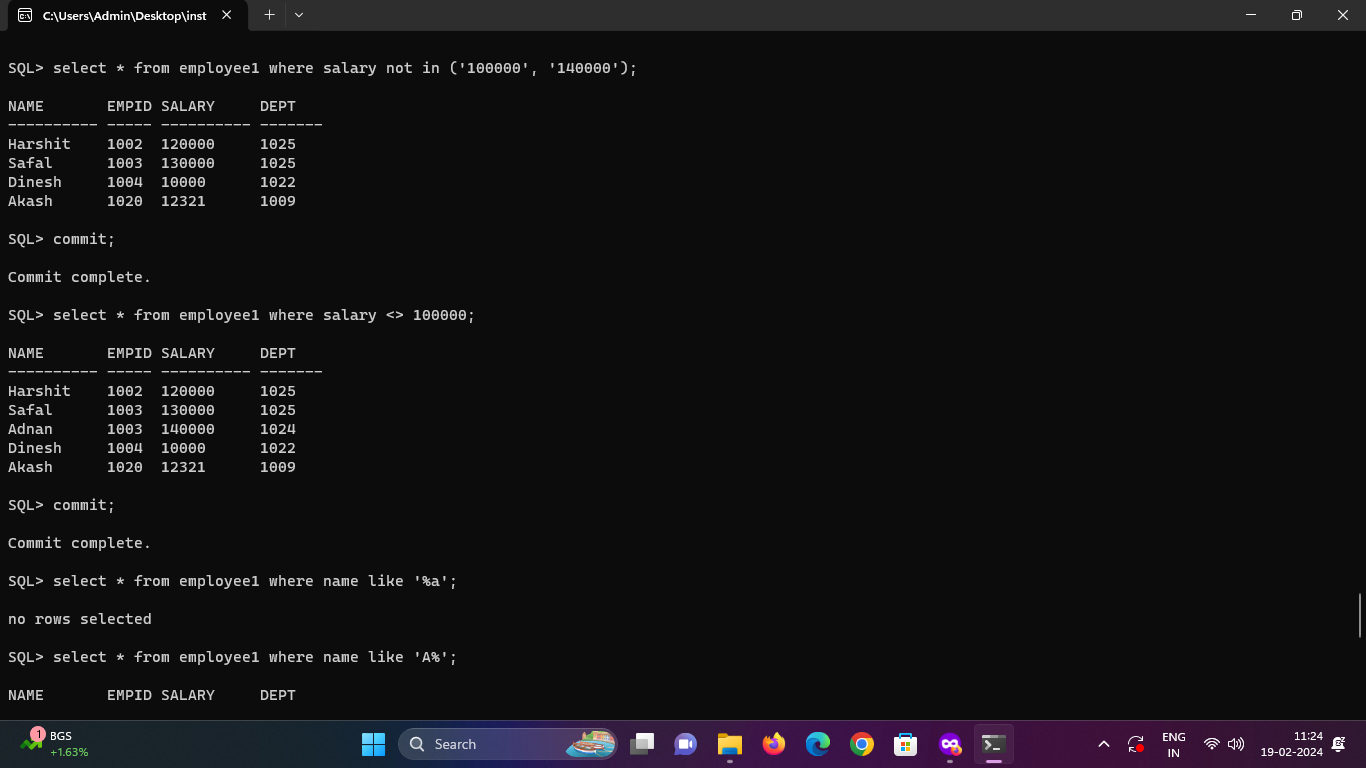 C:\Users\Admin\Desktop\inst
SQL> select * from employee1 where salary not in ('100000', '140000');
NAME       EMPID SALARY     DEPT
---------- ----- ---------- -------
Harshit    1002  120000     1025
Safal      1003  130000     1025
Dinesh     1004  10000      1022
Akash      1020  12321      1009
SQL> commit;
Commit complete.
SQL> select * from employee1 where salary <> 100000;
NAME       EMPID SALARY     DEPT
---------- ----- ---------- -------
Harshit    1002  120000     1025
Safal      1003  130000     1025
Adnan      1003  140000     1024
Dinesh     1004  10000      1022
Akash      1020  12321      1009
SQL> commit;
Commit complete.
SQL> select * from employee1 where name like '%a';
no rows selected
SQL> select * from employee1 where name like 'A%';
NAME       EMPID SALARY     DEPT
1
BGS
+1.63%
Search
ENG
IN
11:24
19-02-2024